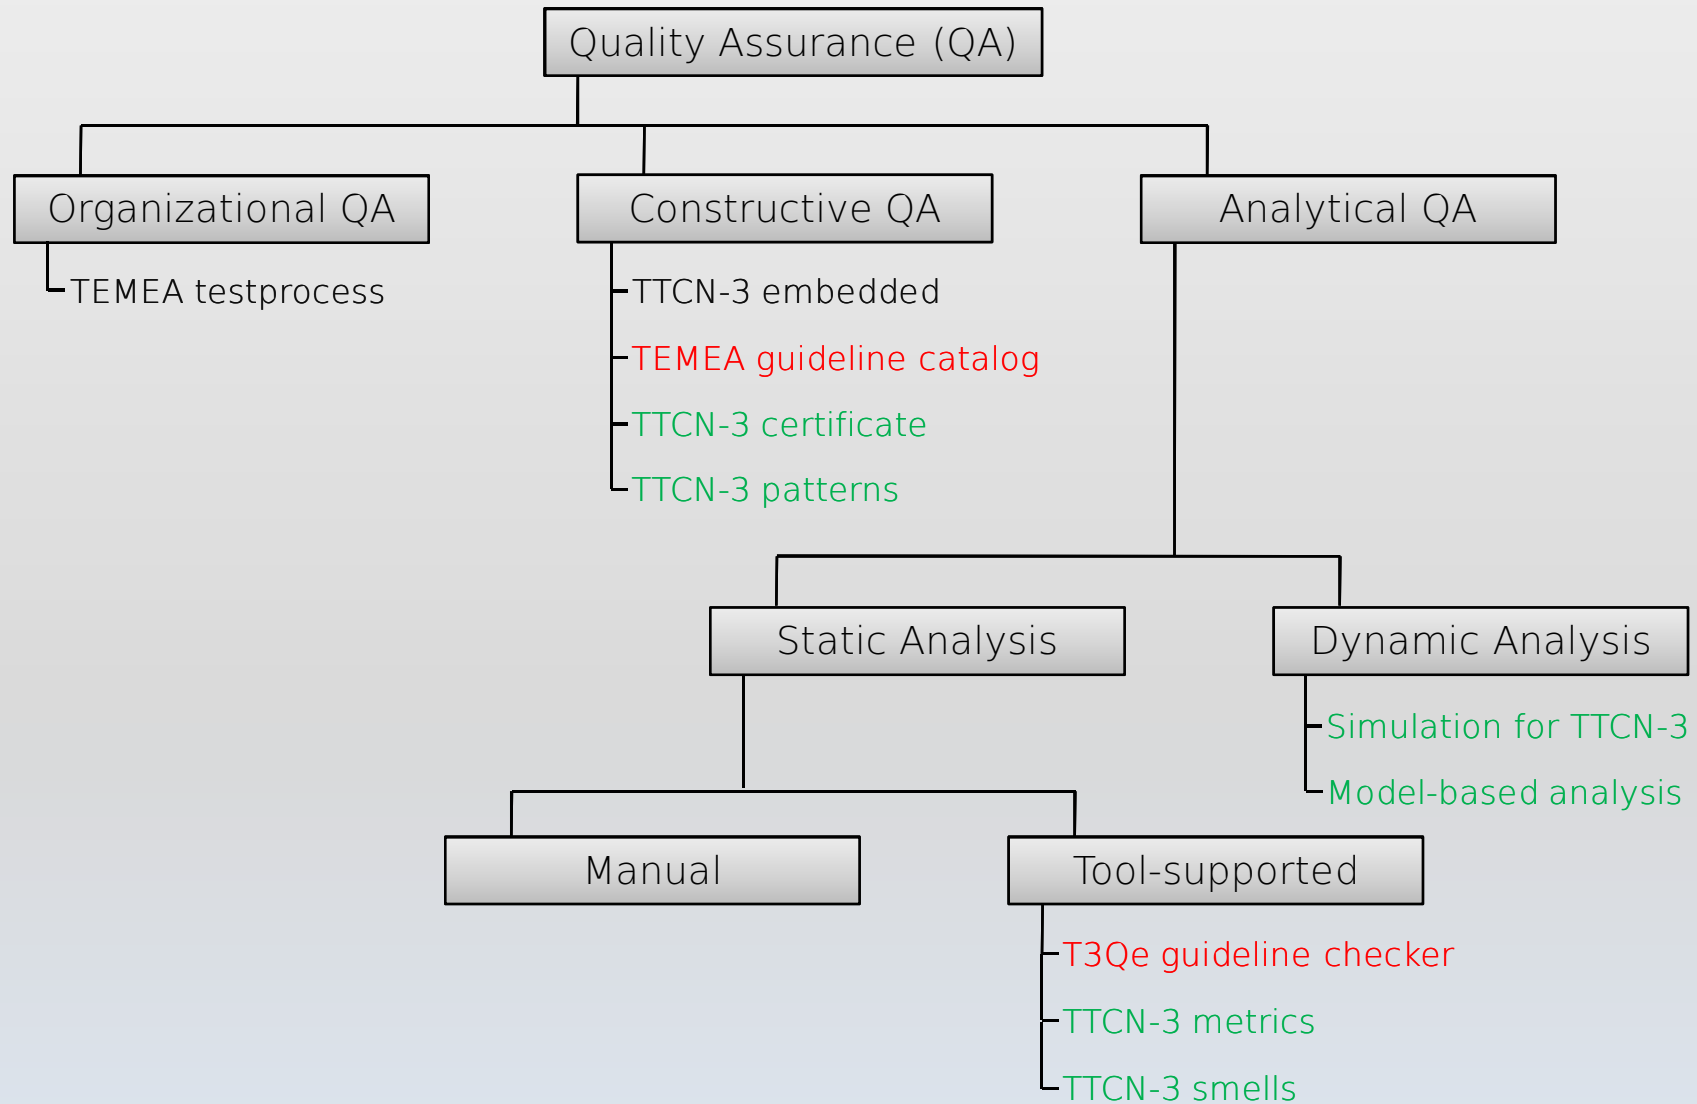 Quality Assurance (QA)
Organizational QA
Constructive QA
Analytical QA
TEMEA testprocess
TTCN-3 embedded
TEMEA guideline catalog
TTCN-3 certificate
TTCN-3 patterns
Static Analysis
Dynamic Analysis
Simulation for TTCN-3
Model-based analysis
Manual
Tool-supported
T3Qe guideline checker
TTCN-3 metrics
TTCN-3 smells